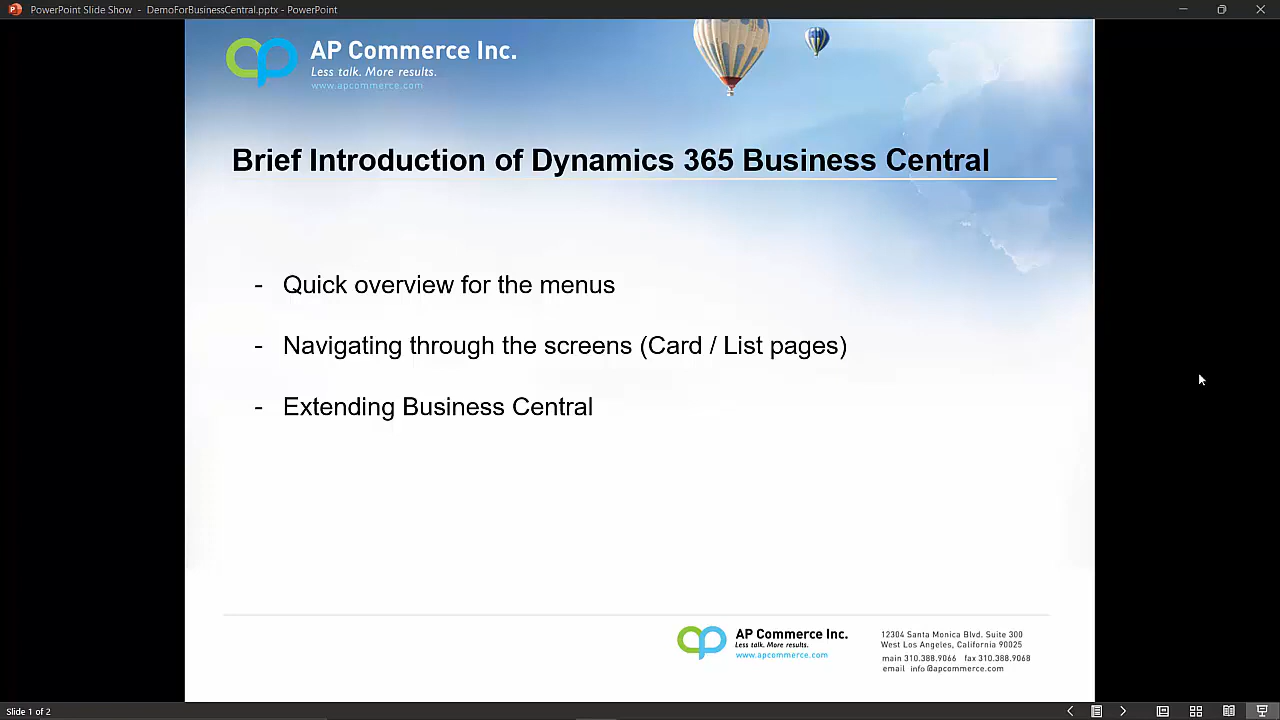 PowerPoint Slide Show - DemoForBusinessCentral.pptx - PowerPoint
AP Commerce Inc.
Less talk. More results.
www.apcommerce.com
Brief Introduction of Dynamics 365 Business Central
- Quick overview for the menus
- Navigating through the screens (Card / List pages)
- Extending Business Central
AP Commerce Inc.
Less talk. More results.
www.apcommerce.com
12304 Santa Monica Blvd. Suite 300
West Los Angeles, California 90025
main 310.388.9066 fax 310.388.9068
email info@apcommerce.com
Slide 1 of 2